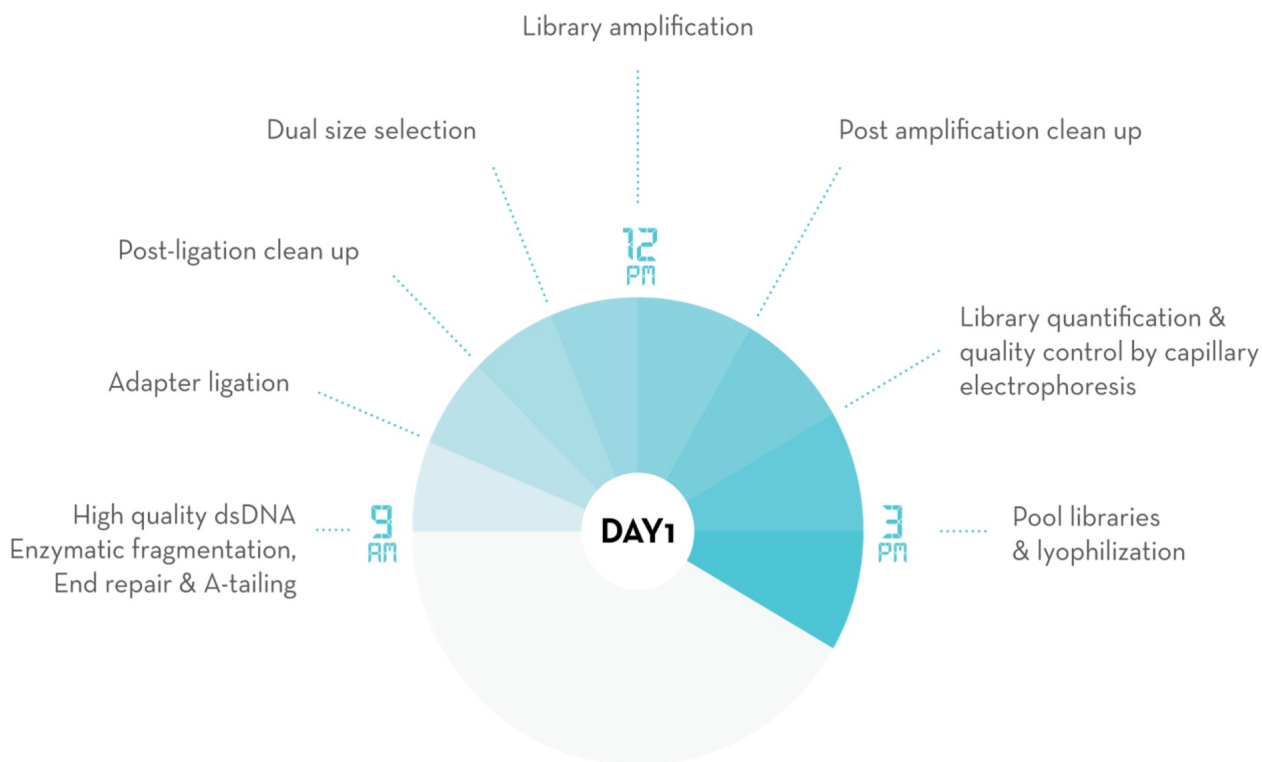 Library amplification
Dual size selection
Post amplification clean up
12
PM
Post-ligation clean up
Library quantification &
quality control by capillary
electrophoresis
Adapter ligation
High quality dsDNA
Enzymatic fragmentation,
End repair & A-tailing
9
AM
DAY1
3
PM
Pool libraries
& lyophilization